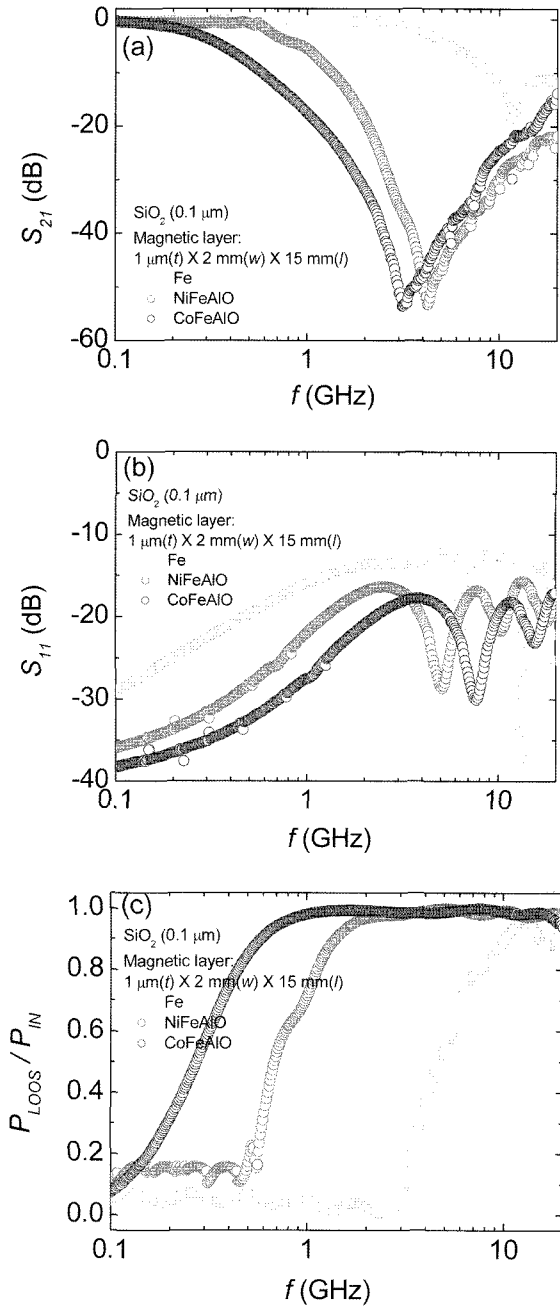 (a)
0
-20
-40
-60
S21 (dB)
SiO2 (0.1 μm)
Magnetic layer:
1 μm(t) X 2 mm(w) X 15 mm(l)
Fe
NiFeAlO
CoFeAlO
0.1
1
10
f (GHz)
(b)
0
-10
-20
-30
-40
S11 (dB)
SiO2 (0.1 μm)
Magnetic layer:
1 μm(t) X 2 mm(w) X 15 mm(l)
Fe
NiFeAlO
CoFeAlO
0.1
1
10
f (GHz)
(c)
1.0
0.8
0.6
0.4
0.2
0.0
PLOOS / PIN
SiO2 (0.1 μm)
Magnetic layer:
1 μm(t) X 2 mm(w) X 15 mm(l)
Fe
NiFeAlO
CoFeAlO
0.1
1
10
f (GHz)